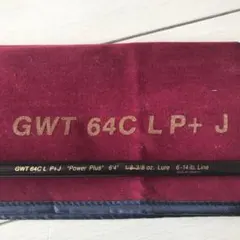 GWT 64C L P+ J
GWT 64C L P+J "Power Plus" 6'4" 1/8-3/8 oz. Lure 6-14 lb. Line